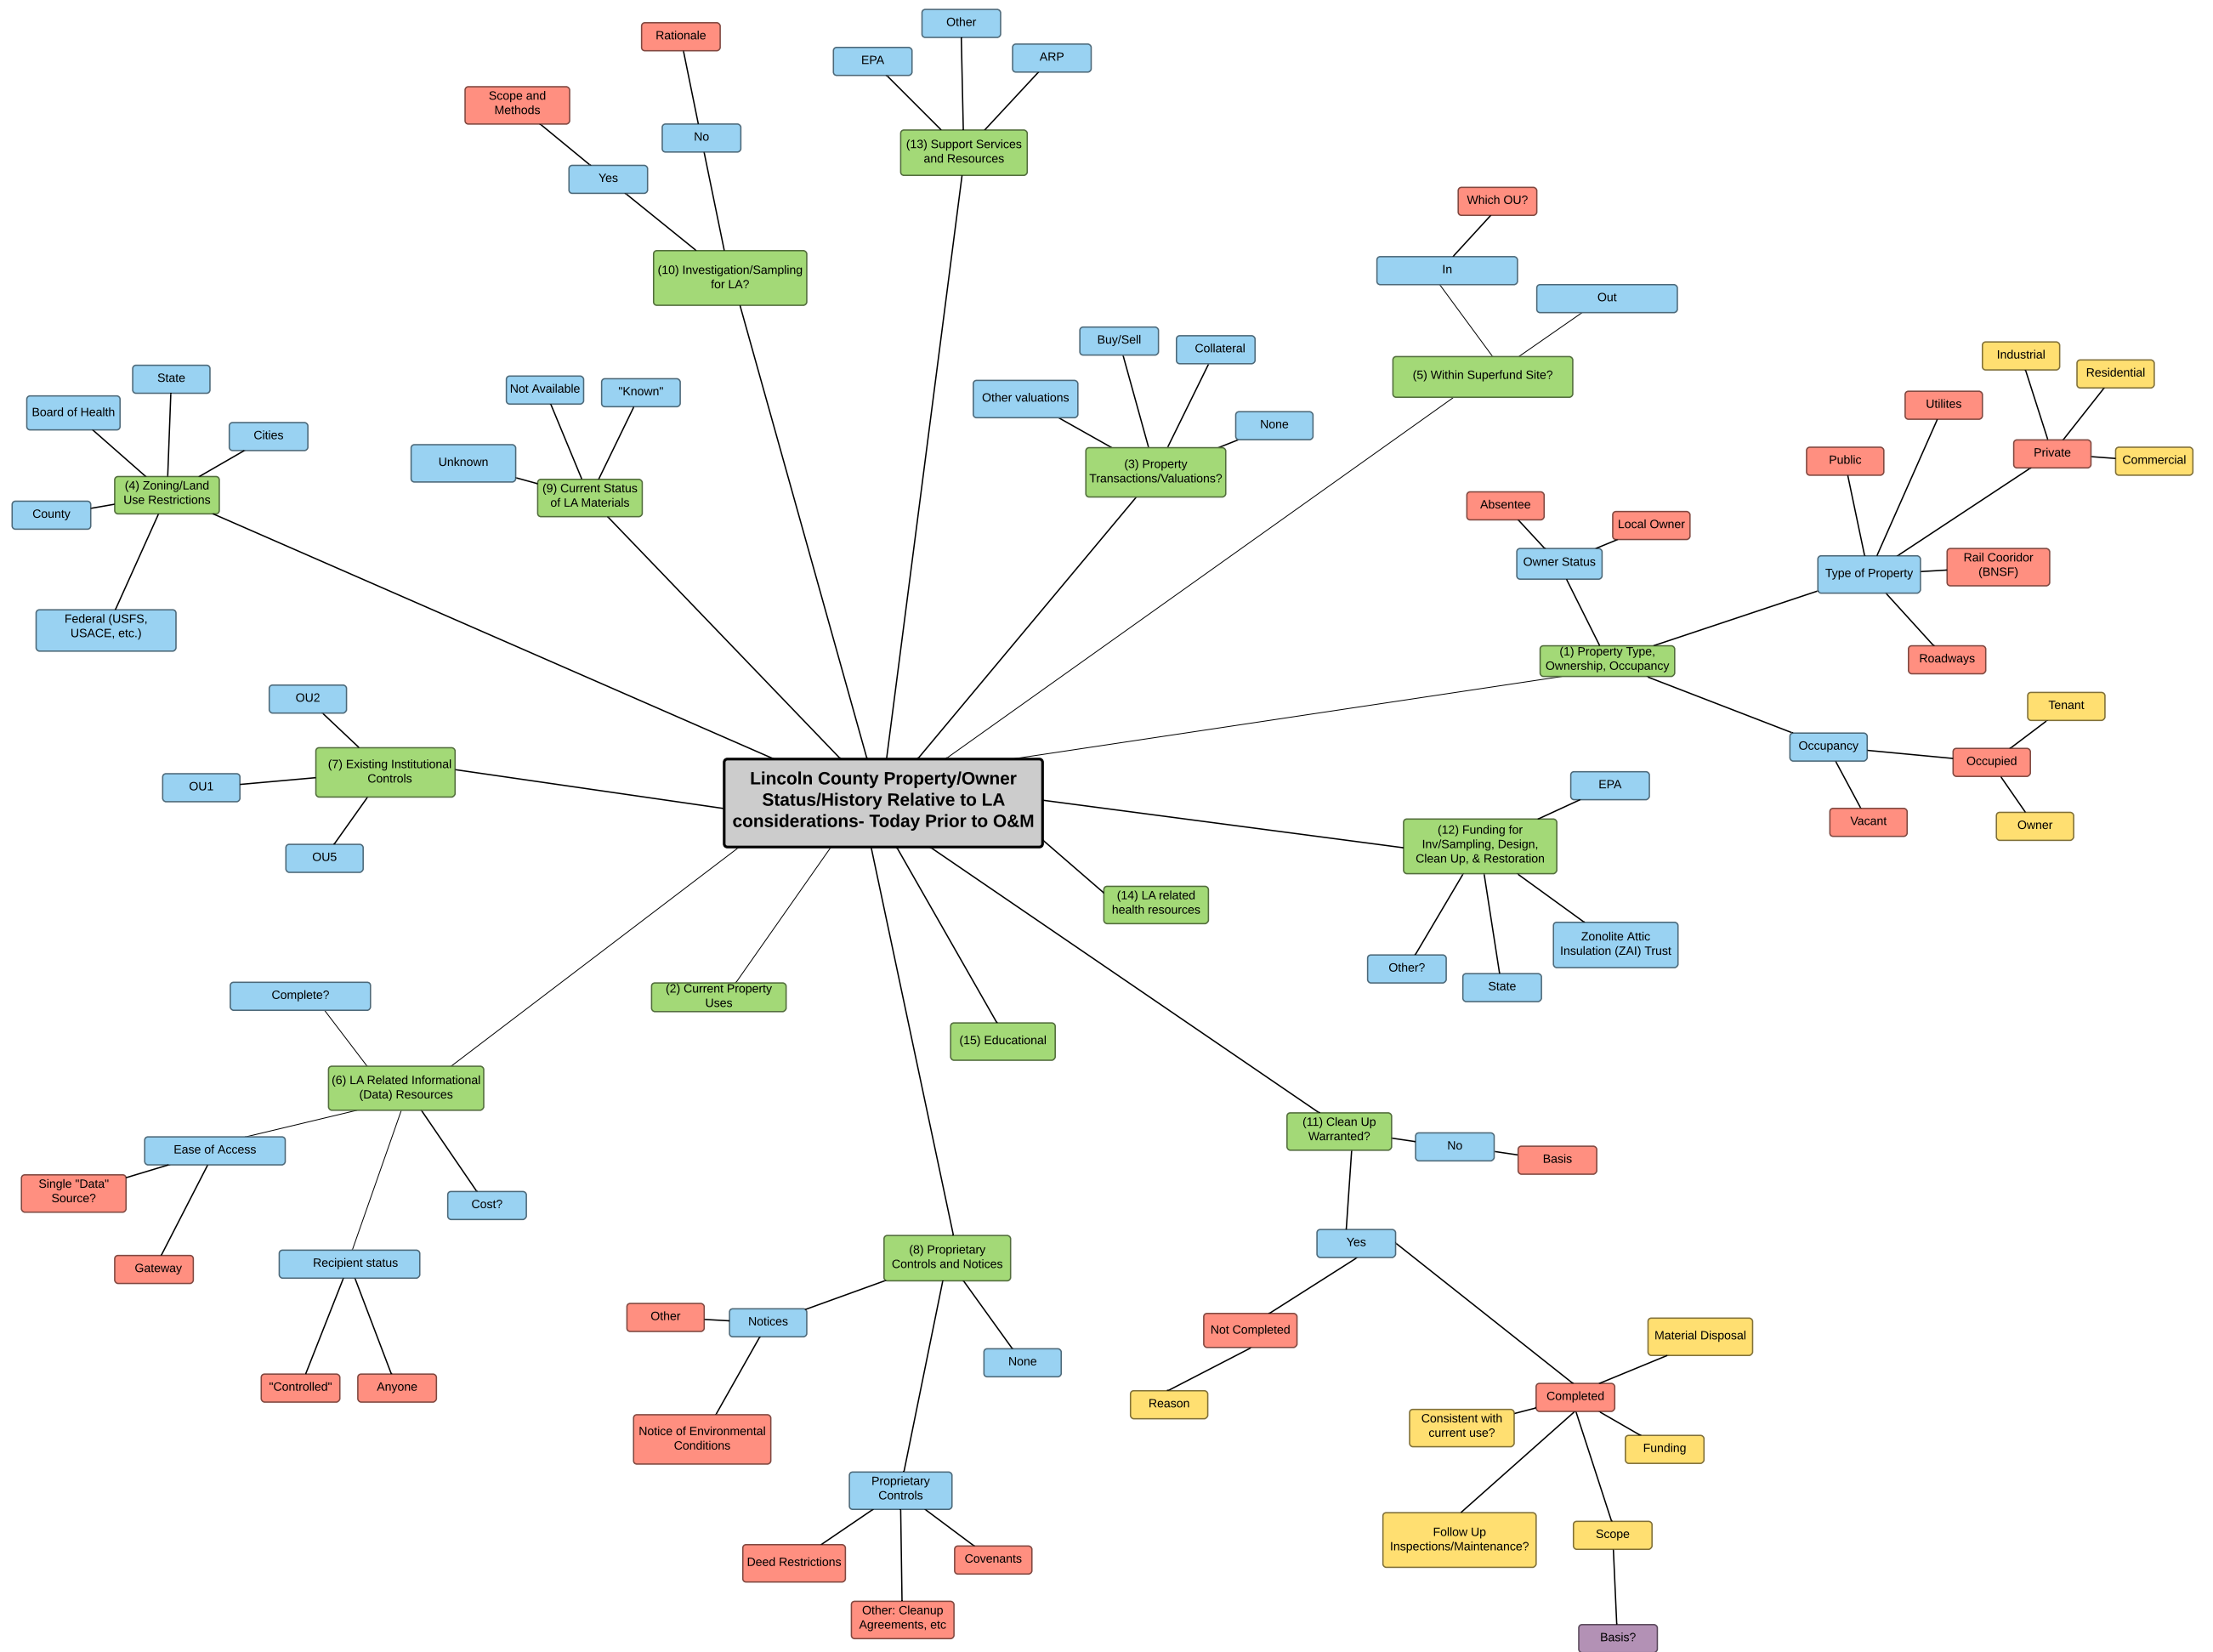 Other
Rationale
EPA
ARP
Scope and
Methods
No
(13) Support Services
and Resources
Yes
Which OU?
(10) Investigation/Sampling
for LA?
In
Out
Buy/Sell
Collateral
Industrial
Residential
(5) Within Superfund Site?
State
Not Available
"Known"
Other valuations
None
Utilites
Board of Health
Cities
Private
Public
Commercial
Unknown
(3) Property
Transactions/Valuations?
(4) Zoning/Land
Use Restrictions
(9) Current Status
of LA Materials
County
Absentee
Local Owner
Owner Status
Type of Property
Rail Cooridor
(BNSF)
Federal (USFS,
USACE, etc.)
(1) Property Type,
Ownership, Occupancy
Roadways
OU2
Tenant
Occupancy
Occupied
(7) Existing Institutional
Controls
OU1
Lincoln County Property/Owner
Status/History Relative to LA
considerations- Today Prior to O&M
EPA
Vacant
Owner
OU5
(12) Funding for
Inv/Sampling, Design,
Clean Up, & Restoration
(14) LA related
health resources
Zonolite Attic
Insulation (ZAI) Trust
Other?
State
Complete?
(2) Current Property
Uses
(15) Educational
(6) LA Related Informational
(Data) Resources
(11) Clean Up
Warranted?
No
Basis
Ease of Access
Single "Data"
Source?
Cost?
Gateway
Recipient status
(8) Proprietary
Controls and Notices
Yes
Other
Notices
Not Completed
Material Disposal
None
"Controlled"
Anyone
Reason
Completed
Consistent with
current use?
Funding
Notice of Environmental
Conditions
Proprietary
Controls
Follow Up
Inspections/Maintenance?
Scope
Deed Restrictions
Covenants
Other: Cleanup
Agreements, etc
Basis?